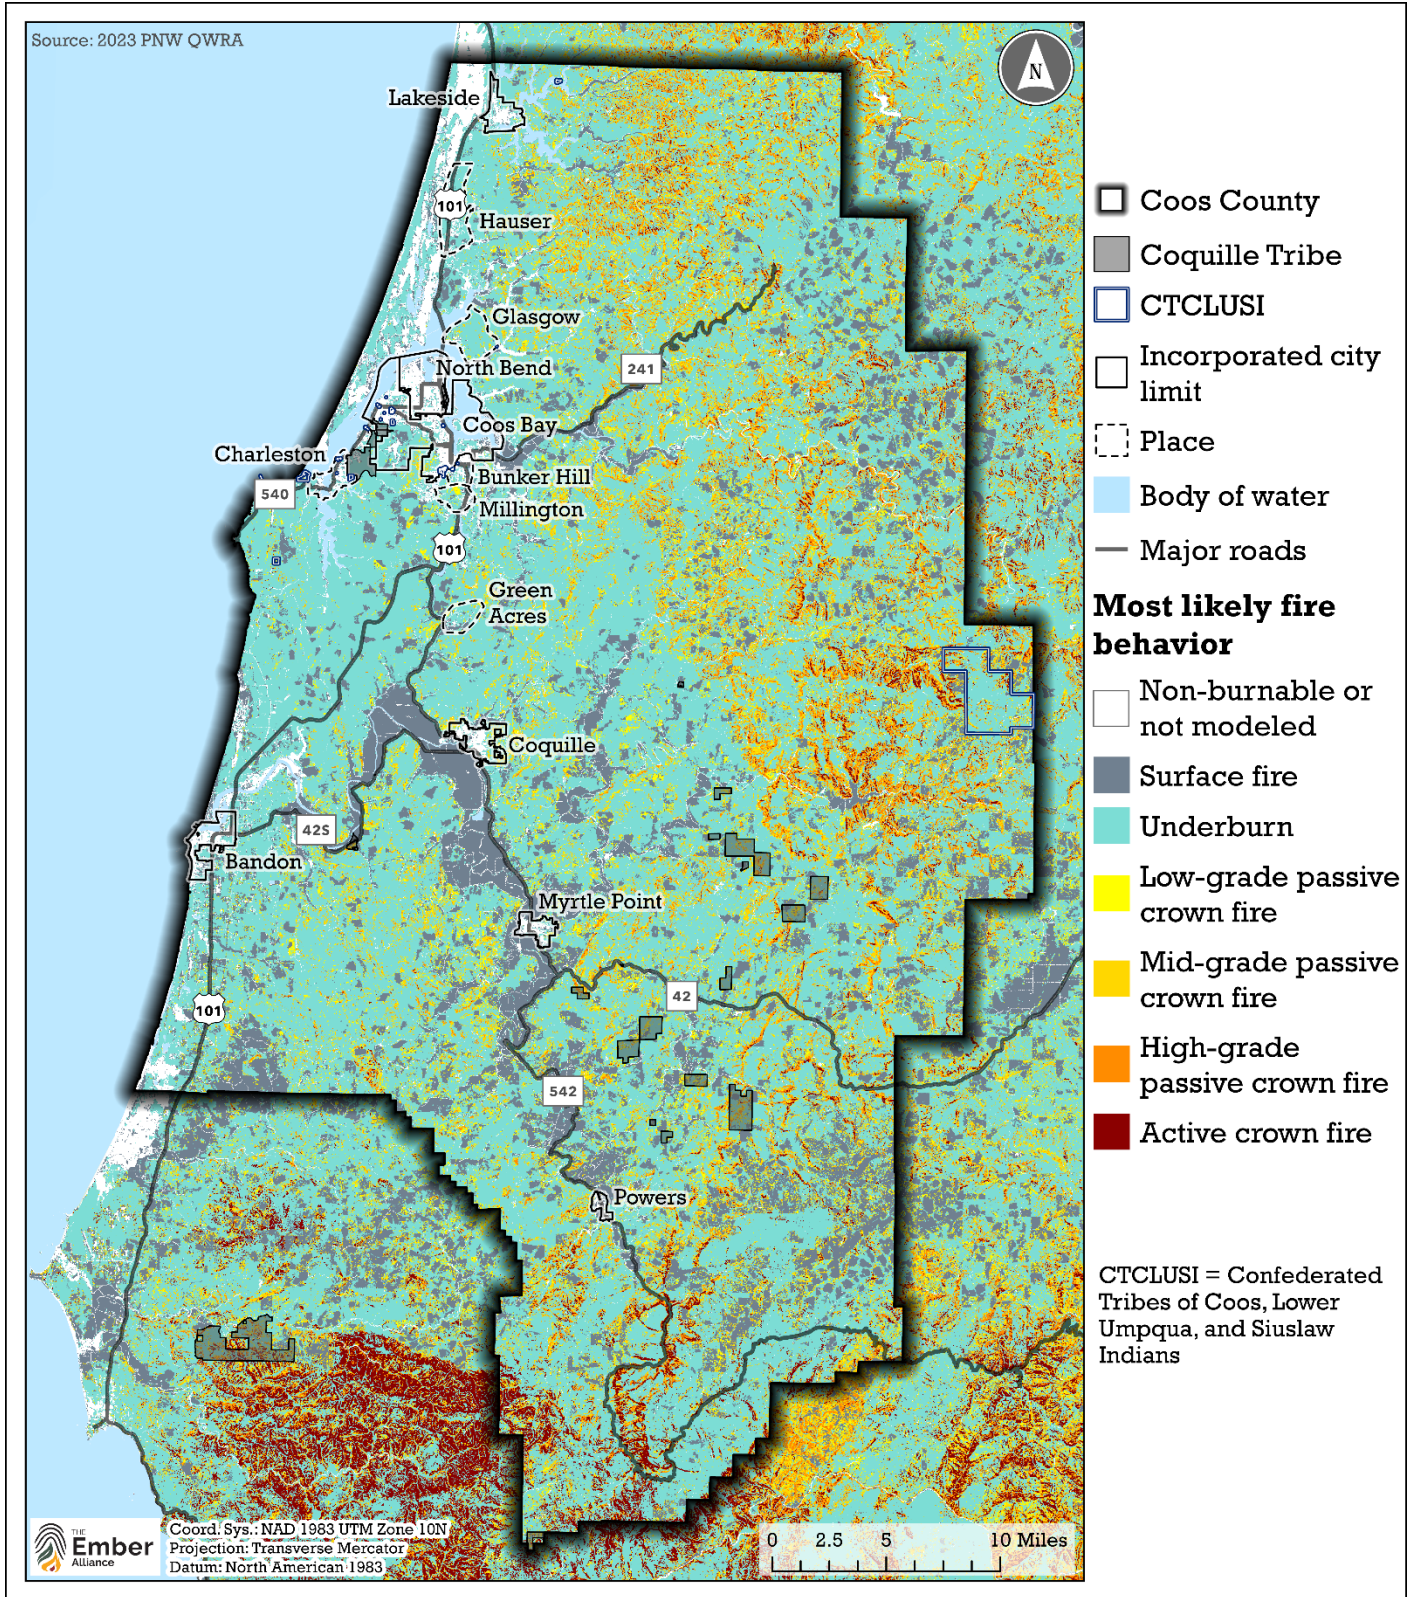 Source: 2023 PNW QWRA
N
Lakeside
101
Hauser
Glasgow
North Bend
241
Coos Bay
Charleston
Bunker Hill
540
Millington
101
Green
Acres
Coquille
42S
Bandon
Myrtle Point
42
101
542
Powers
THE
Ember
Alliance
Coord. Sys.: NAD 1983 UTM Zone 10N
Projection: Transverse Mercator
Datum: North American 1983
0 2.5 5 10 Miles
Coos County
Coquille Tribe
CTCLUSI
Incorporated city
limit
Place
Body of water
Major roads
Most likely fire
behavior
Non-burnable or
not modeled
Surface fire
Underburn
Low-grade passive
crown fire
Mid-grade passive
crown fire
High-grade
passive crown fire
Active crown fire
CTCLUSI = Confederated
Tribes of Coos, Lower
Umpqua, and Siuslaw
Indians